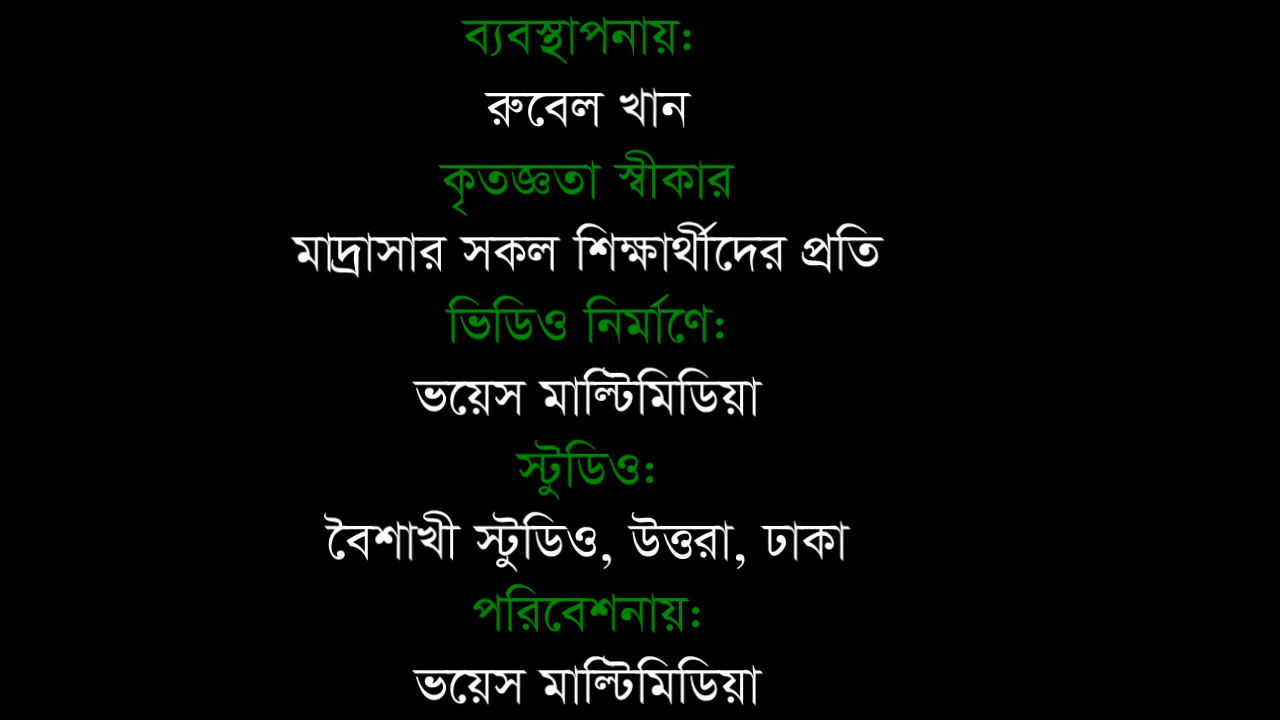 ব্যবস্থাপনায়:
রুবেল খান
কৃতজ্ঞতা স্বীকার
মাদ্রাসার সকল শিক্ষার্থীদের প্রতি
ভিডিও নির্মাণে:
ভয়েস মাল্টিমিডিয়া
স্টুডিও:
বৈশাখী স্টুডিও, উত্তরা, ঢাকা
পরিবেশনায়:
ভয়েস মাল্টিমিডিয়া